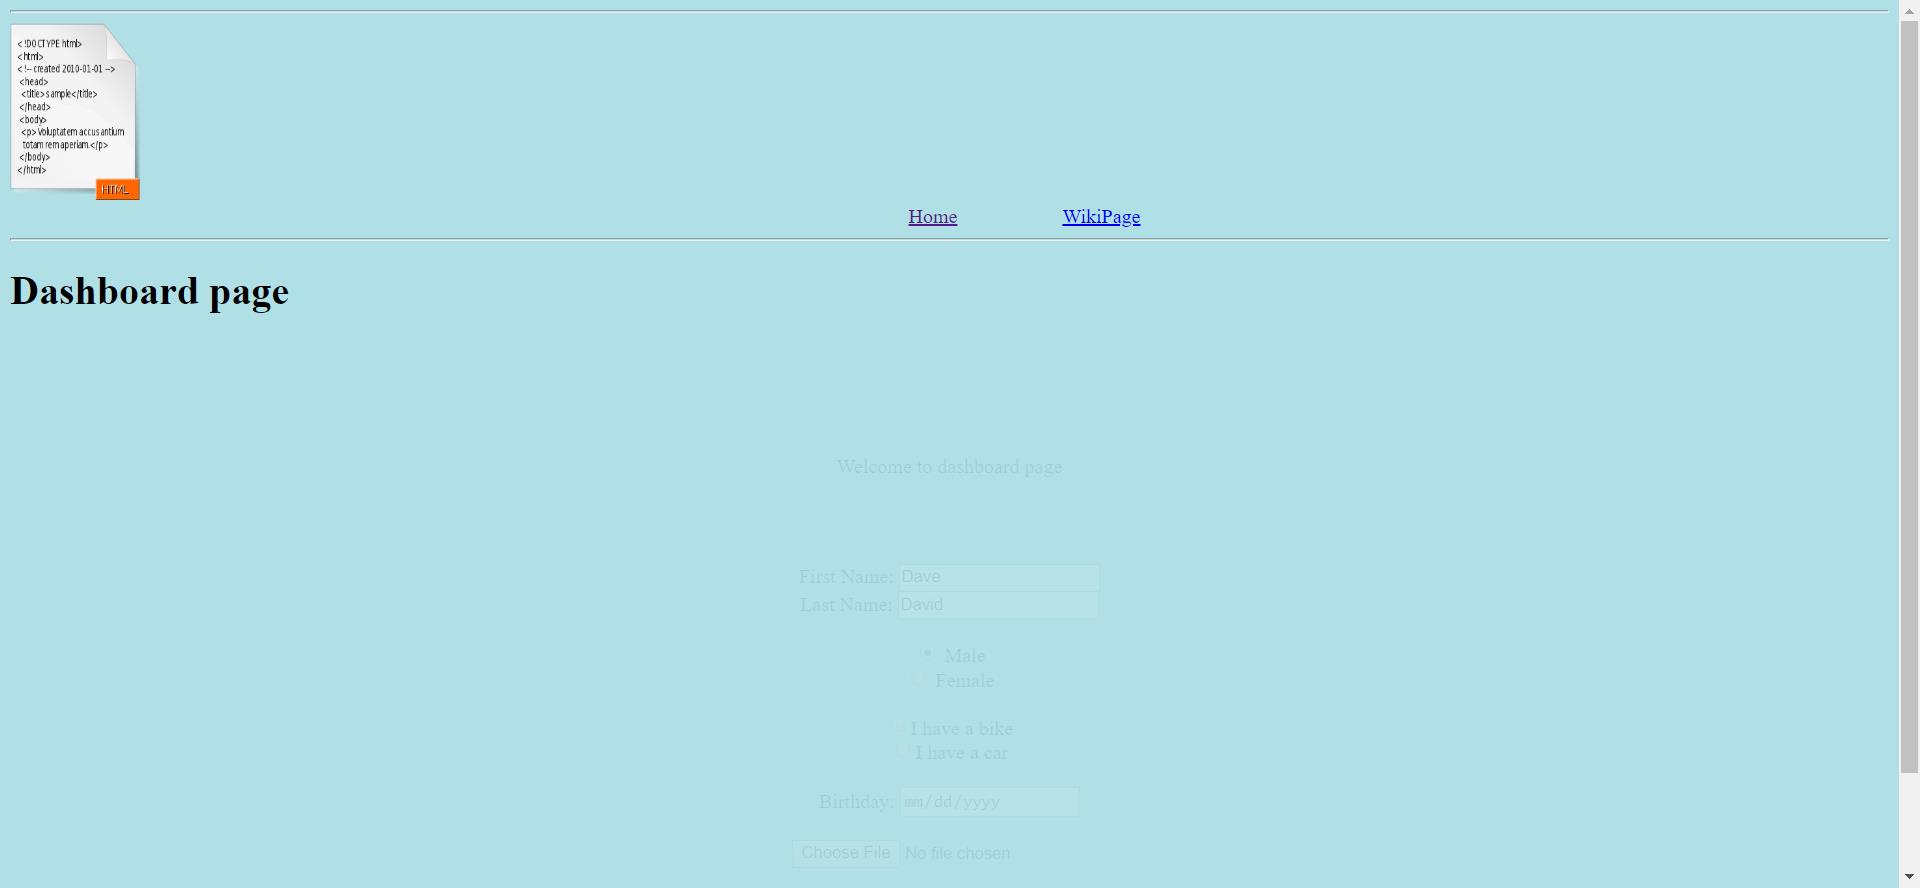 < !DOCTYPE html>
<html>
< !-- created 2010-01-01 -->
<head>
<title>sample</title>
</head>
<body>
<p>Voluptatem accusantium
totam rem aperiam.</p>
</body>
</html>
HTML
Home WikiPage
Dashboard page
Welcome to dashboard page
First Name: Dave
Last Name: David
Male
Female
I have a bike
I have a car
Birthday: mm/dd/yyyy
Choose File No file chosen